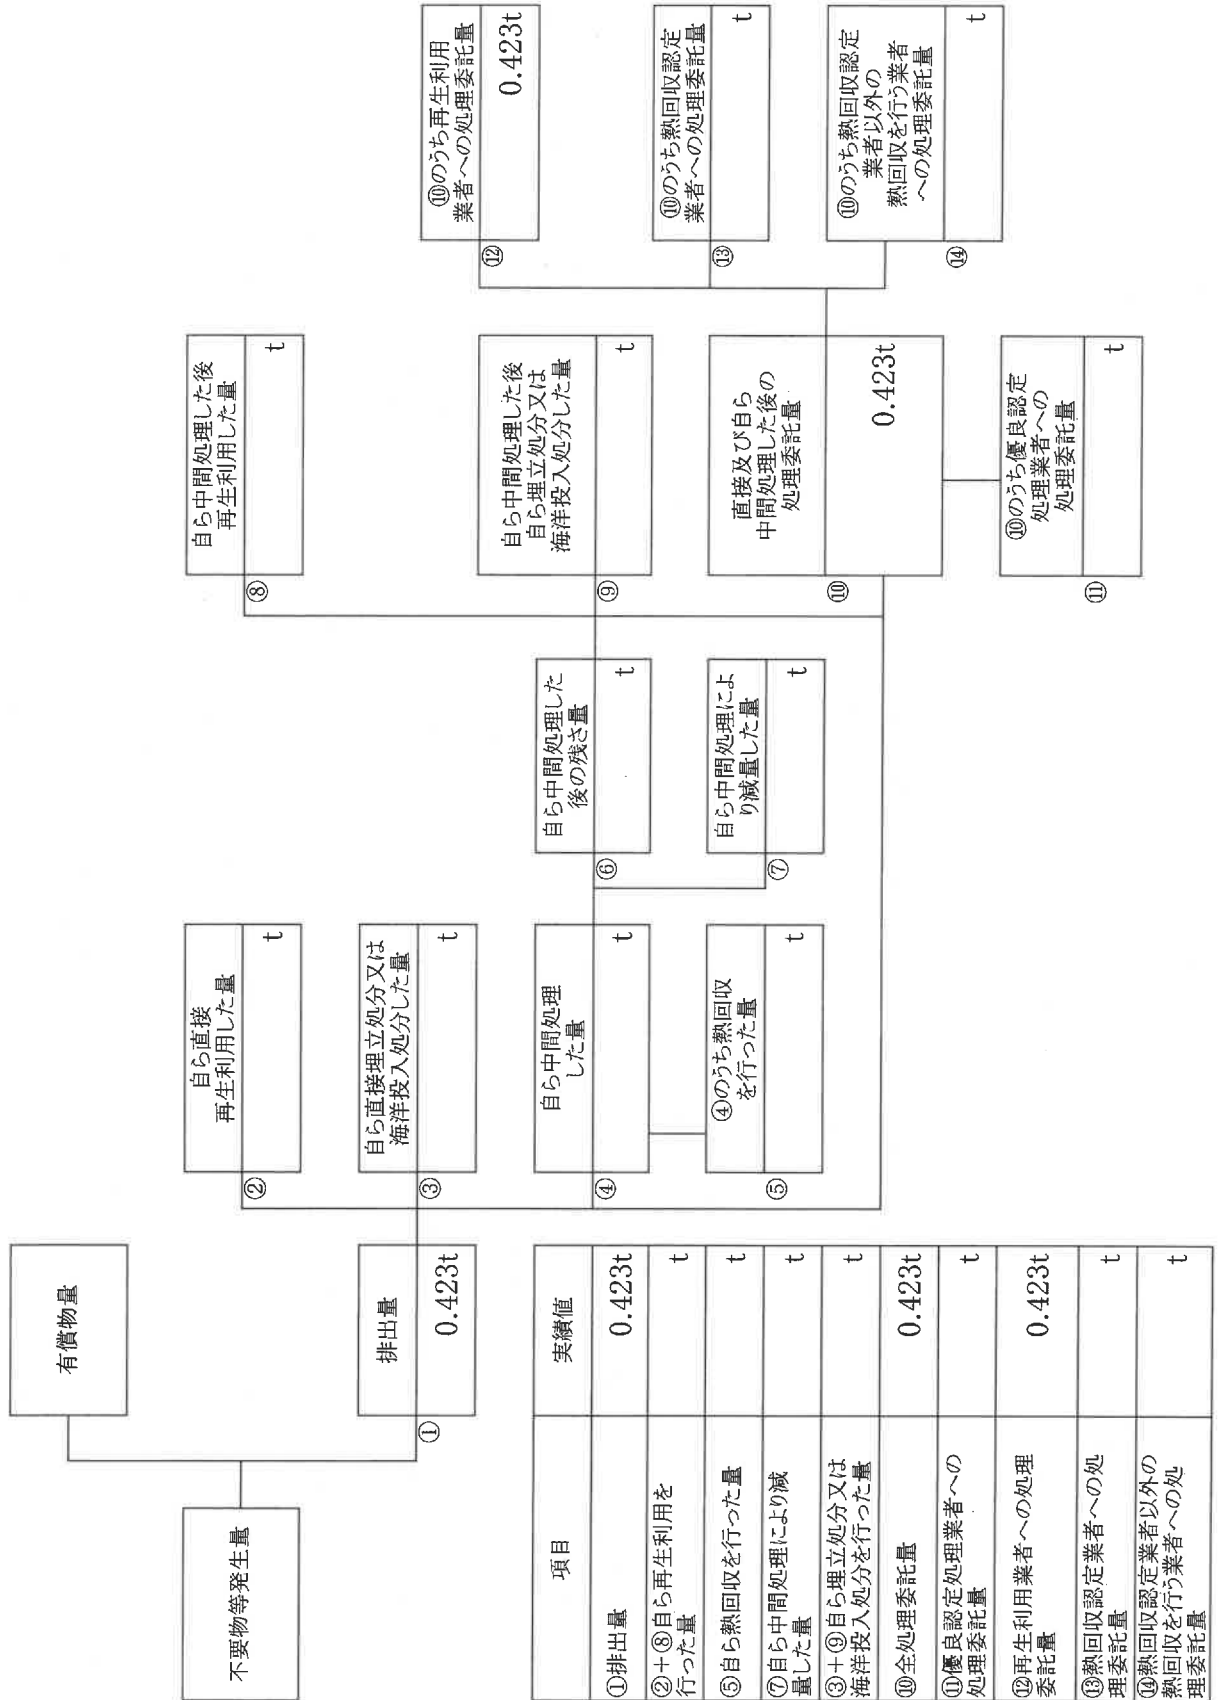 不要物等発生量
有償物量
①
排出量
0.423t
②
自ら直接
再生利用した量
t
③
自ら直接埋立処分又は
海洋投入処分した量
t
④
自ら中間処理
した量
t
⑤
④のうち熱回収
を行った量
t
⑥
自ら中間処理した
後の残さ量
t
⑦
自ら中間処理によ
り減量した量
t
⑧
自ら中間処理した後
再生利用した量
t
⑨
自ら中間処理した後
自ら埋立処分又は
海洋投入処分した量
t
⑩
直接及び自ら
中間処理した後の
処理委託量
0.423t
⑪
⑩のうち優良認定
処理業者への
処理委託量
t
⑫
⑩のうち再生利用
業者への処理委託量
0.423t
⑬
⑩のうち熱回収認定
業者への処理委託量
t
⑭
⑩のうち熱回収認定
業者以外の
熱回収を行う業者
への処理委託量
t
項目 実績値
①排出量 0.423t
②+⑧自ら再生利用を
行った量 t
⑤自ら熱回収を行った量 t
⑦自ら中間処理により減
量した量 t
③+⑨自ら埋立処分又は
海洋投入処分を行った量 t
⑩全処理委託量 0.423t
⑪優良認定処理業者への
処理委託量 t
⑫再生利用業者への処理
委託量 0.423t
⑬熱回収認定業者への処
理委託量 t
⑭熱回収認定業者以外の
熱回収を行う業者への処
理委託量 t